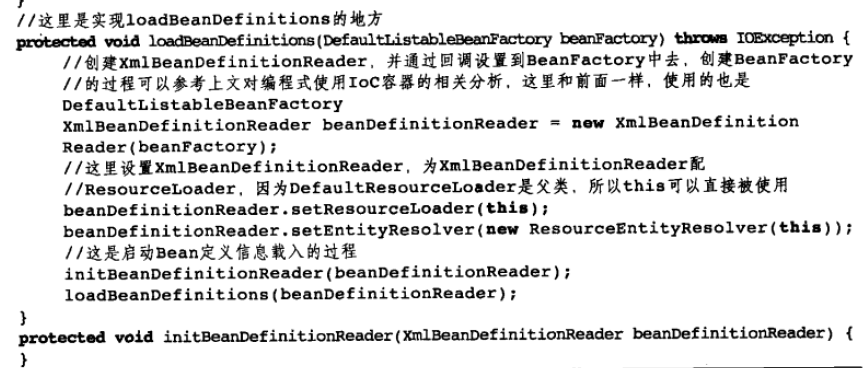 }
//这里是实现loadBeanDefinitions的地方
protected void loadBeanDefinitions(DefaultListableBeanFactory beanFactory) throws IOException {
//创建XmlBeanDefinitionReader，并通过回调设置到BeanFactory中去，创建BeanFactory
//的过程可以参考上文对编程式使用IoC容器的相关分析，这里和前面一样，使用的也是
DefaultListableBeanFactory
XmlBeanDefinitionReader beanDefinitionReader = new XmlBeanDefinition
Reader(beanFactory);
//这里设置XmlBeanDefinitionReader，为XmlBeanDefinitionReader配
//ResourceLoader，因为DefaultResourceLoader是父类，所以this可以直接被使用
beanDefinitionReader.setResourceLoader(this);
beanDefinitionReader.setEntityResolver(new ResourceEntityResolver(this));
//这是启动Bean定义信息载入的过程
initBeanDefinitionReader(beanDefinitionReader);
loadBeanDefinitions(beanDefinitionReader);
}
protected void initBeanDefinitionReader(XmlBeanDefinitionReader beanDefinitionReader) {
}